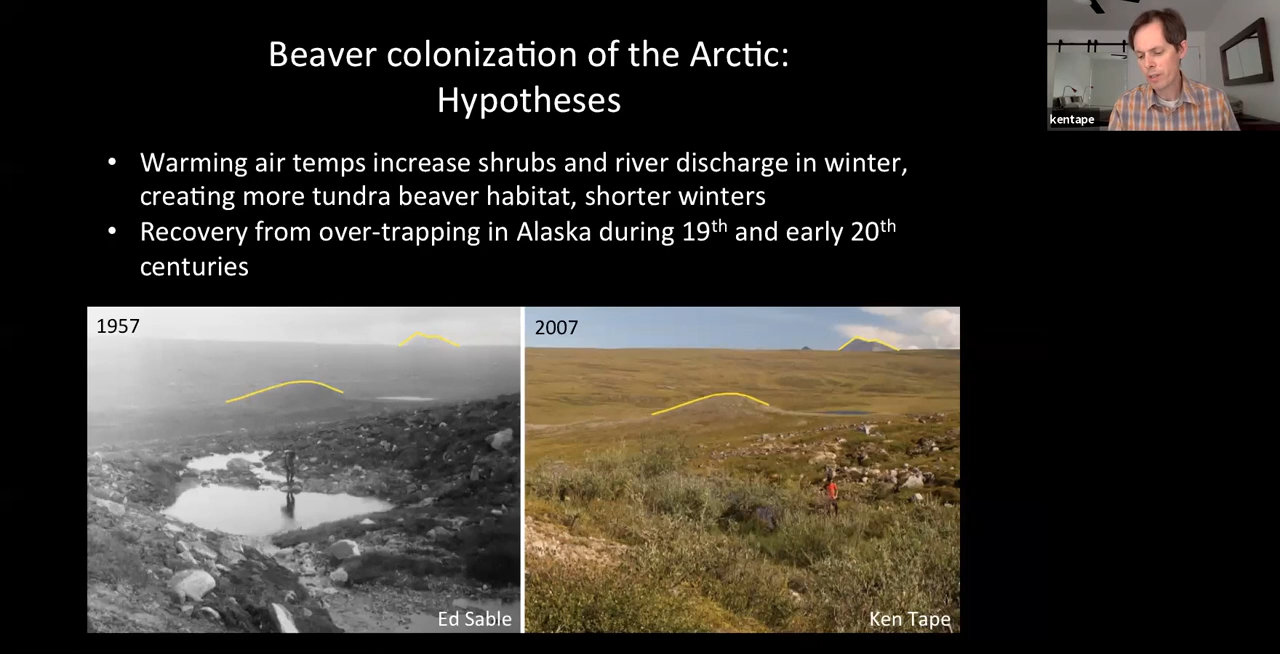 Beaver colonization of the Arctic:
Hypotheses
kentape
• Warming air temps increase shrubs and river discharge in winter,
creating more tundra beaver habitat, shorter winters
• Recovery from over-trapping in Alaska during 19th and early 20th
centuries
1957
2007
Ed Sable
Ken Tape